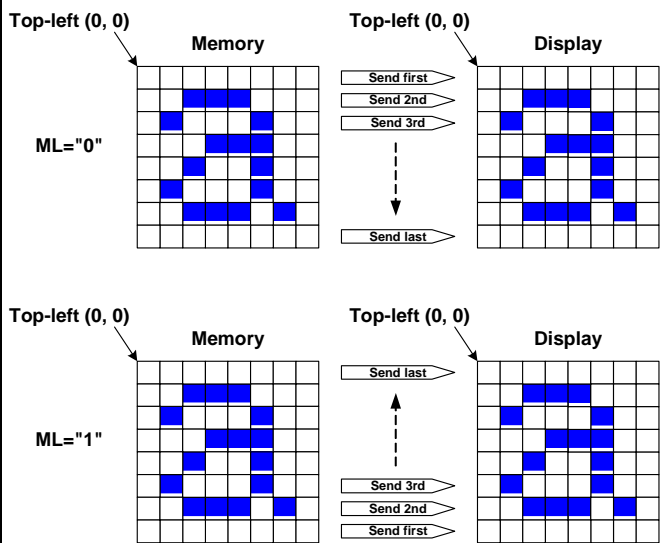 Top-left (0, 0) Top-left (0, 0)
Memory Display
Send first
Send 2nd
Send 3rd
ML="0"
Send last
Top-left (0, 0) Top-left (0, 0)
Memory Display
Send last
ML="1"
Send 3rd
Send 2nd
Send first